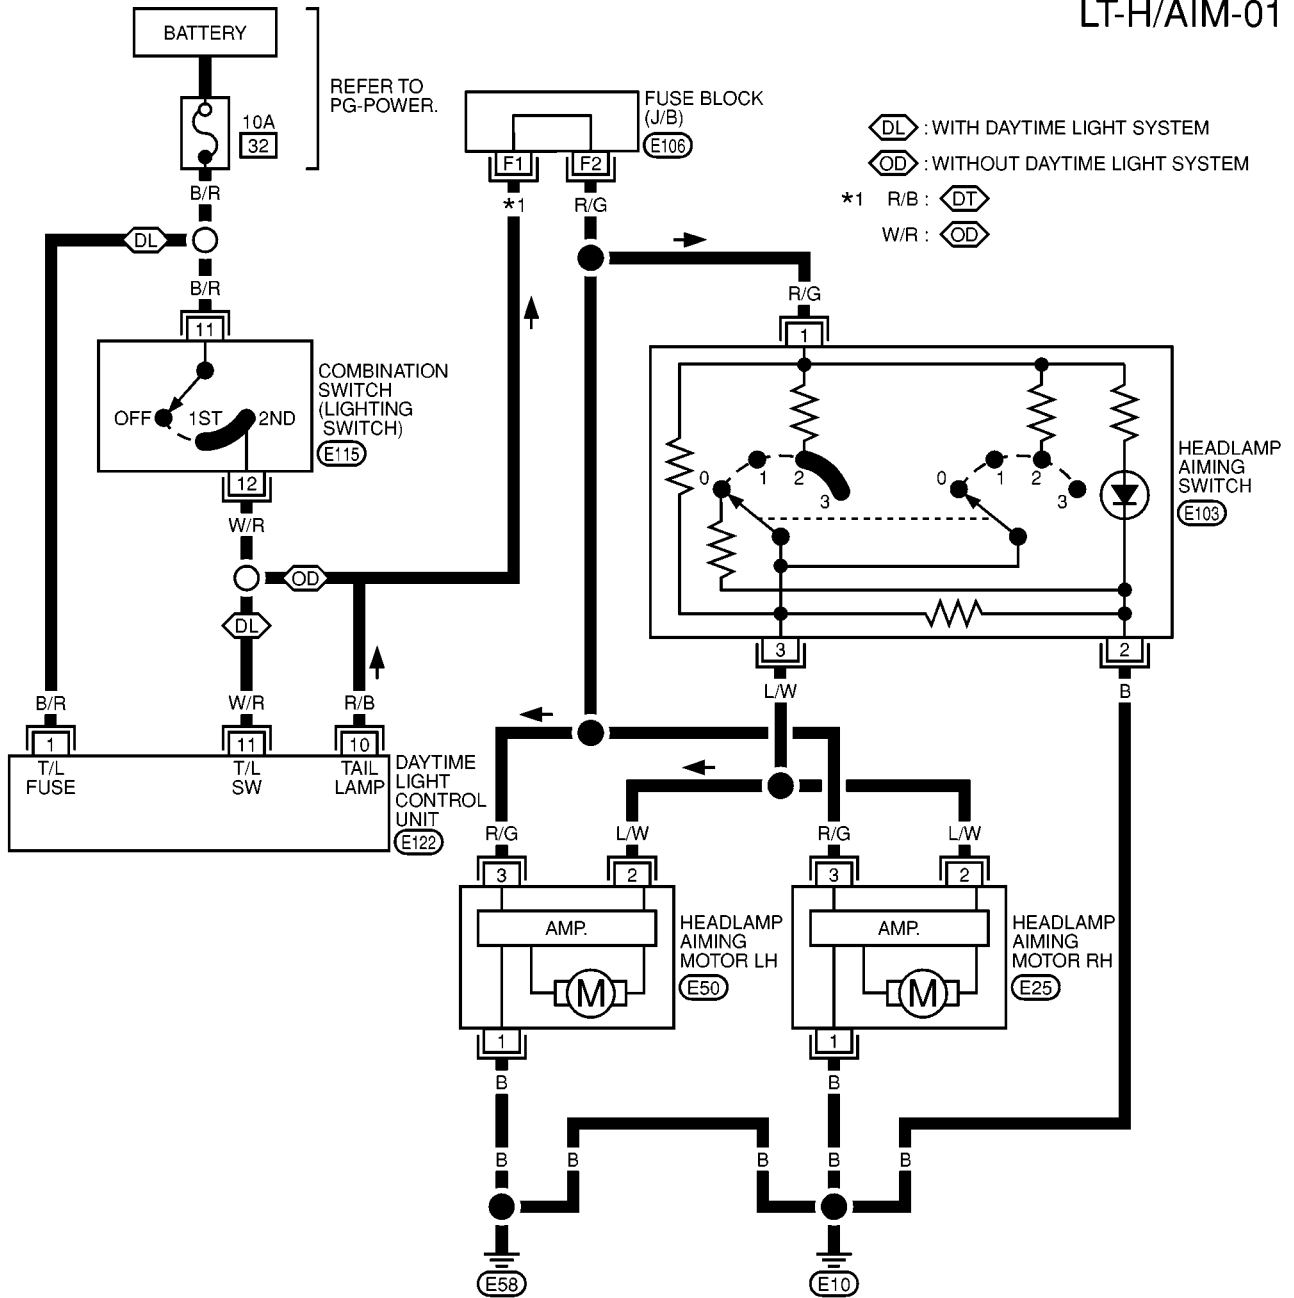 LT-H/AIM-01
BATTERY
REFER TO
PG-POWER.
10A
32
FUSE BLOCK
(J/B)
E106
F1
F2
DL : WITH DAYTIME LIGHT SYSTEM
OD : WITHOUT DAYTIME LIGHT SYSTEM
*1 R/B : DT
W/R : OD
B/R
*1
R/G
DL
B/R
R/G
11
1
COMBINATION
SWITCH
(LIGHTING
SWITCH)
E115
OFF
1ST
2ND
12
W/R
0
1
2
3
0
1
2
3
HEADLAMP
AIMING
SWITCH
E103
OD
DL
3
2
L/W
B
B/R
W/R
R/B
1
11
10
T/L
FUSE
T/L
SW
TAIL
LAMP
DAYTIME
LIGHT
CONTROL
UNIT
E122
R/G
L/W
R/G
L/W
3
2
3
2
AMP.
M
HEADLAMP
AIMING
MOTOR LH
E50
AMP.
M
HEADLAMP
AIMING
MOTOR RH
E25
1
1
B
B
B
B
B
B
B
E58
E10